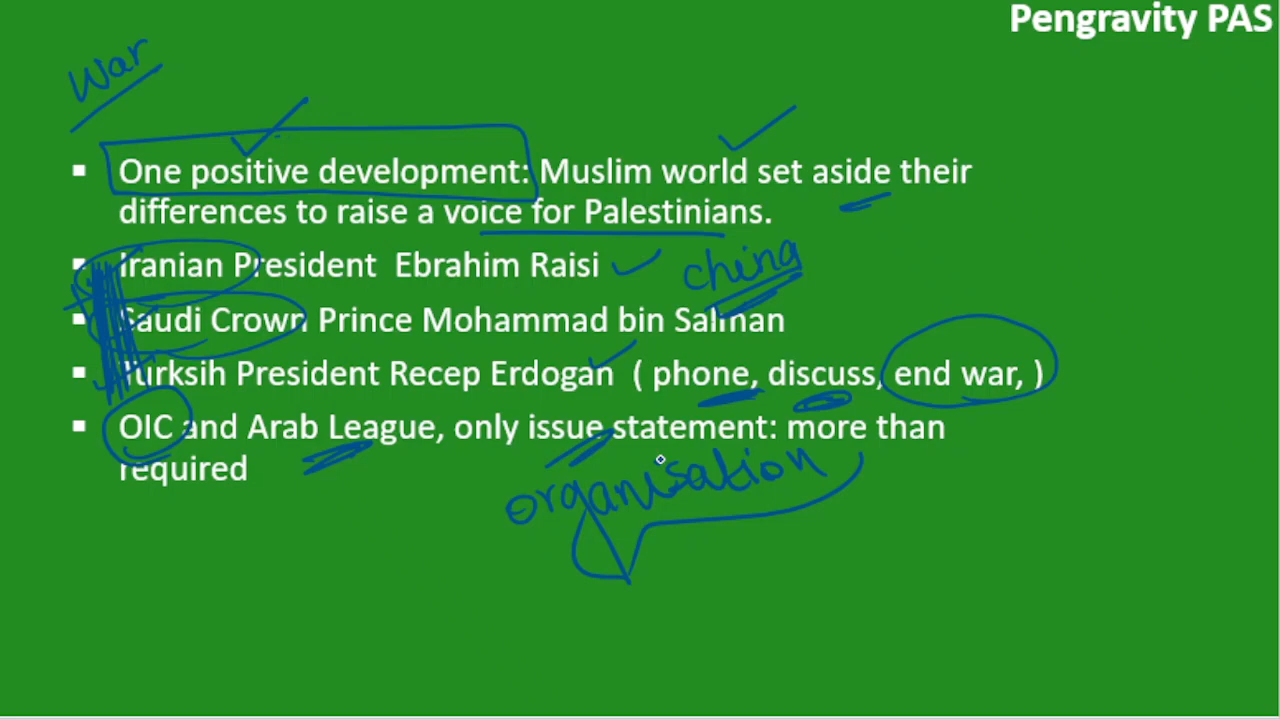 Pengravity PAS
war
▪ One positive development: Muslim world set aside their
differences to raise a voice for Palestinians.
▪ Iranian President Ebrahim Raisi
china
▪ Saudi Crown Prince Mohammad bin Salman
▪ Turksih President Recep Erdogan ( phone, discuss, end war, )
▪ OIC and Arab League, only issue statement: more than
required
organisation